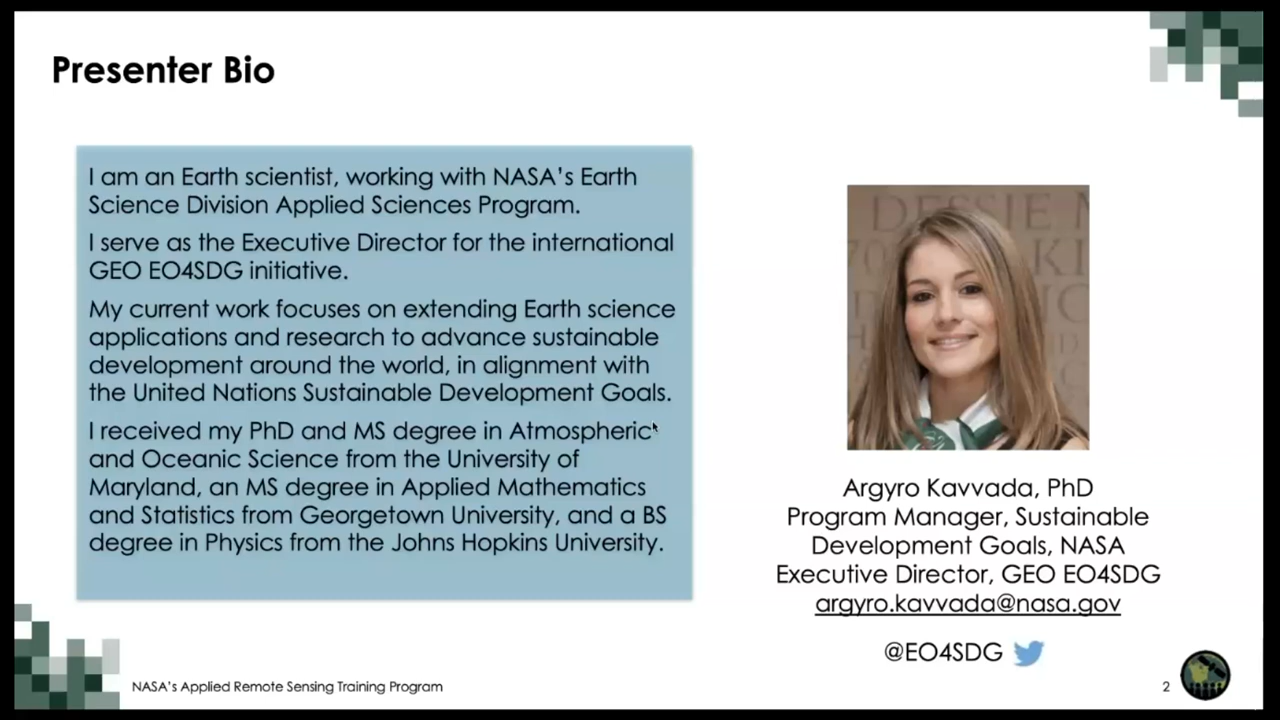 Presenter Bio
I am an Earth scientist, working with NASA's Earth
Science Division Applied Sciences Program.
I serve as the Executive Director for the international
GEO EO4SDG initiative.
My current work focuses on extending Earth science
applications and research to advance sustainable
development around the world, in alignment with
the United Nations Sustainable Development Goals.
I received my PhD and MS degree in Atmospheric
and Oceanic Science from the University of
Maryland, an MS degree in Applied Mathematics
and Statistics from Georgetown University, and a BS
degree in Physics from the Johns Hopkins University.
DESSIE
Argyro Kavvada, PhD
Program Manager, Sustainable
Development Goals, NASA
Executive Director, GEO EO4SDG
argyro.kavvada@nasa.gov
@EO4SDG
NASA's Applied Remote Sensing Training Program
2